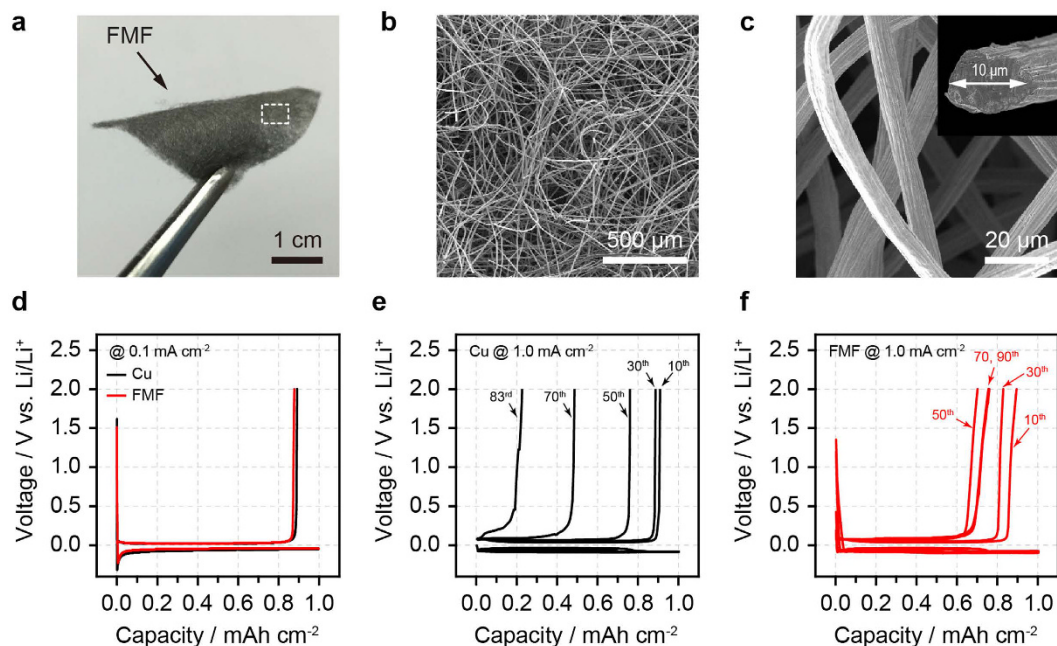 a
FMF
1 cm
b
500 μm
c
10 μm
20 μm
d
Voltage / V vs. Li/Li⁺
2.5
2.0
1.5
1.0
0.5
0.0
@ 0.1 mA cm⁻²
Cu
FMF
0.0 0.2 0.4 0.6 0.8 1.0
Capacity / mAh cm⁻²
e
Voltage / V vs. Li/Li⁺
2.5
2.0
1.5
1.0
0.5
0.0
Cu @ 1.0 mA cm⁻²
30ᵗʰ 10ᵗʰ
83ʳᵈ 70ᵗʰ 50ᵗʰ
0.0 0.2 0.4 0.6 0.8 1.0
Capacity / mAh cm⁻²
f
Voltage / V vs. Li/Li⁺
2.5
2.0
1.5
1.0
0.5
0.0
FMF @ 1.0 mA cm⁻²
70, 90ᵗʰ
30ᵗʰ
50ᵗʰ
10ᵗʰ
0.0 0.2 0.4 0.6 0.8 1.0
Capacity / mAh cm⁻²